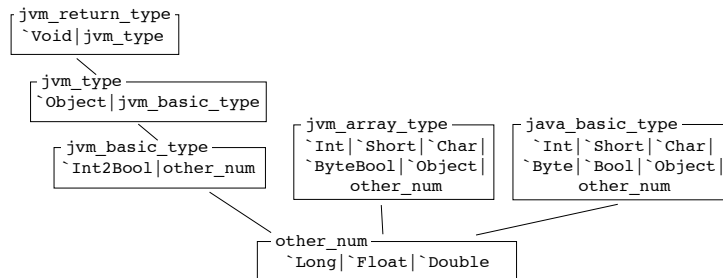 jvm_return_type
`Void|jvm_type
jvm_type
`Object|jvm_basic_type
jvm_basic_type
`Int2Bool|other_num
jvm_array_type
`Int|`Short|`Char|
`ByteBool|`Object|
other_num
java_basic_type
`Int|`Short|`Char|
`Byte|`Bool|`Object|
other_num
other_num
`Long|`Float|`Double